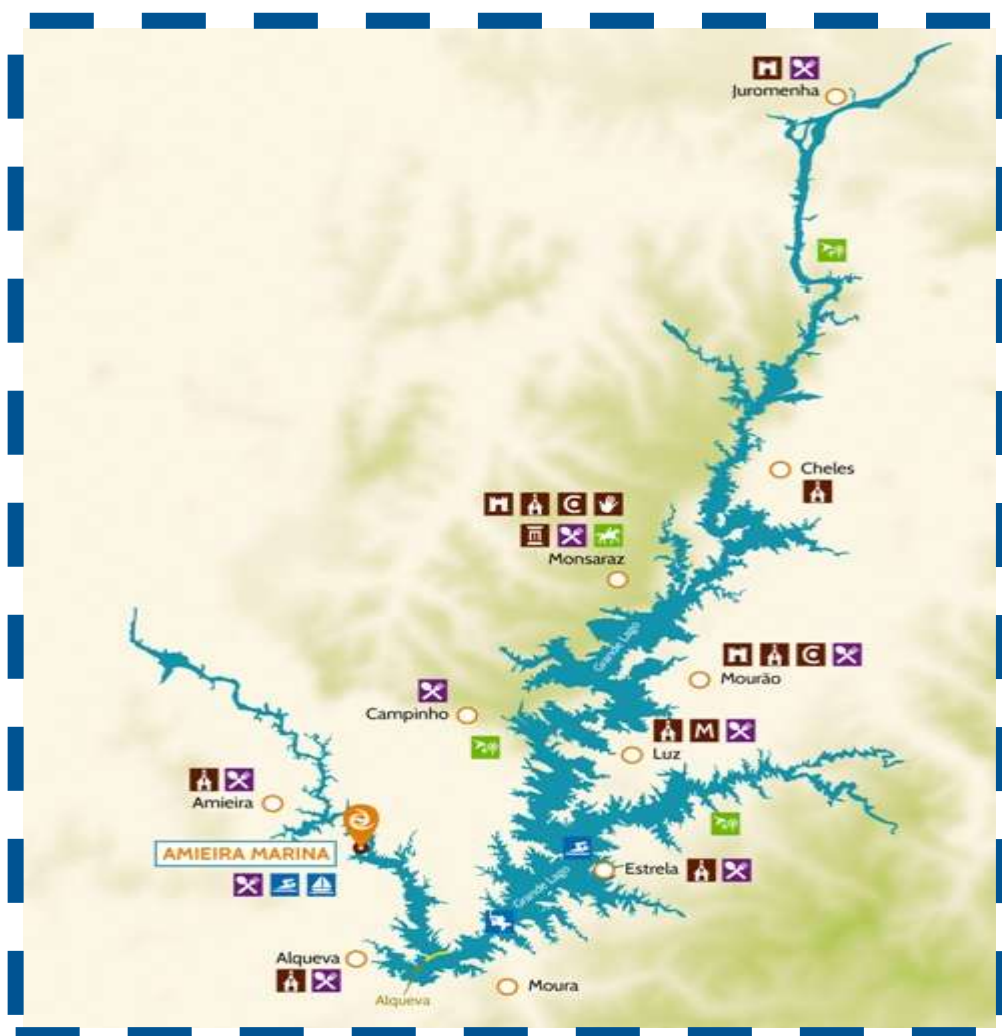 Juromenha
Cheles
Monsaraz
Grande Lago
Mourão
Campinho
M
Luz
Amieira
AMIEIRA MARINA
Estrela
Grande Lago
Alqueva
Moura
Alqueva